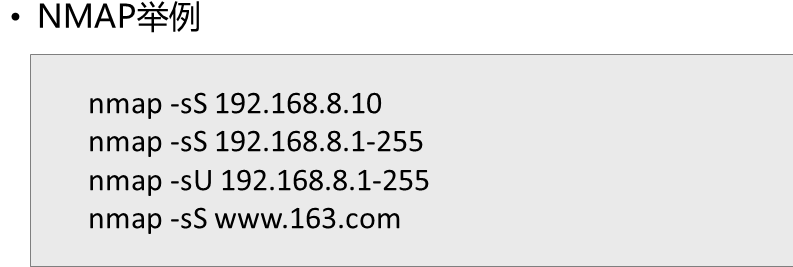 • NMAP举例
nmap -sS 192.168.8.10
nmap -sS 192.168.8.1-255
nmap -sU 192.168.8.1-255
nmap -sS www.163.com